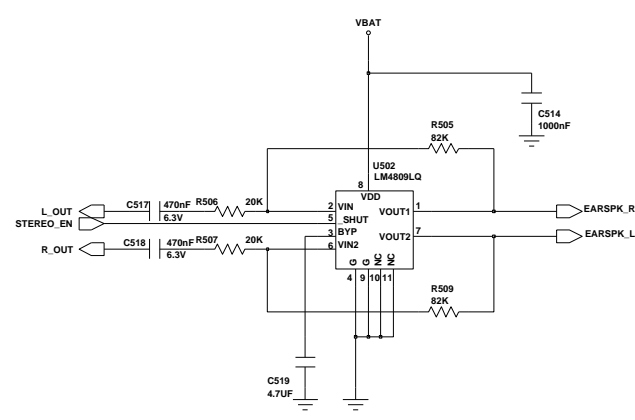 VBAT
C514
1000nF
R505
82K
U502
LM4809LQ
8
VDD
L_OUT
C517
470nF
6.3V
R506
20K
2
VIN
VOUT1
1
EARSPK_R
STEREO_EN
5
_SHUT
3
BYP
R_OUT
C518
470nF
6.3V
R507
20K
6
VIN2
VOUT2
7
EARSPK_L
G
G
NC
NC
4
9
10
11
R509
82K
C519
4.7UF